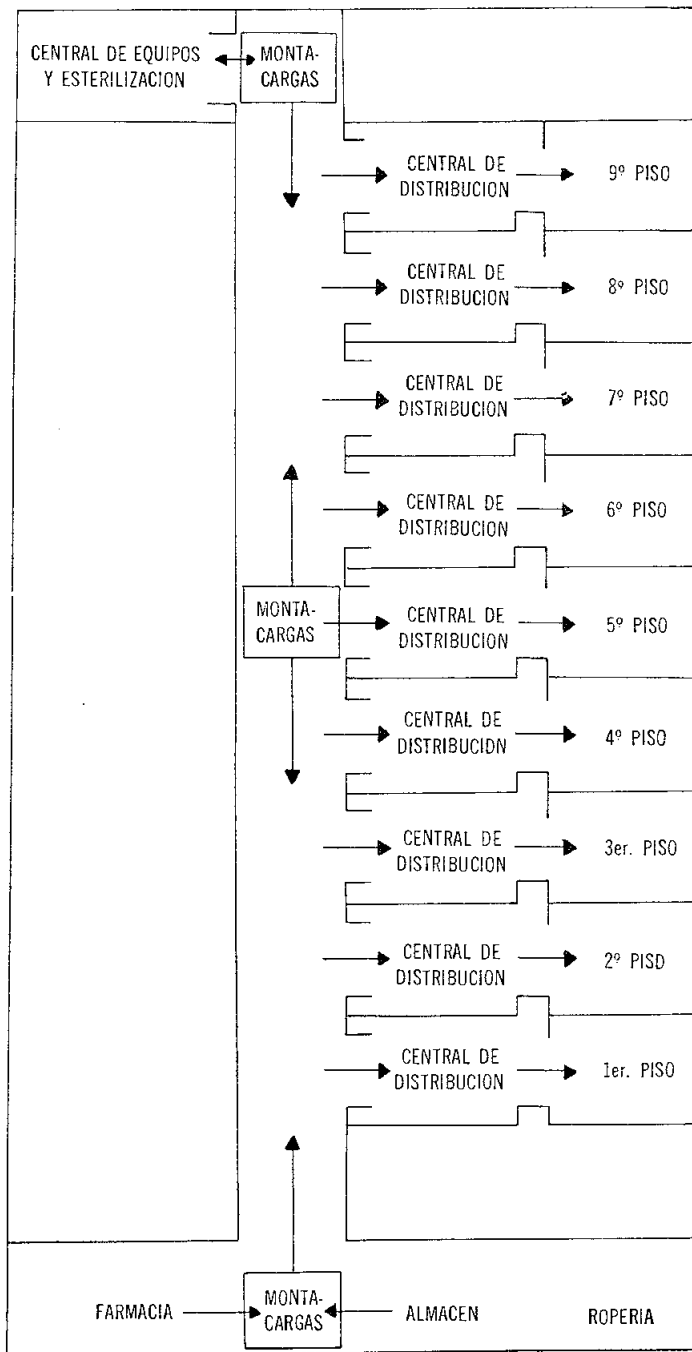 CENTRAL DE EQUIPOS
Y ESTERILIZACION
MONTA-
CARGAS
CENTRAL DE
DISTRIBUCION
9º PISO
CENTRAL DE
DISTRIBUCION
8º PISO
CENTRAL DE
DISTRIBUCION
7º PISO
CENTRAL DE
DISTRIBUCION
6º PISO
MONTA-
CARGAS
CENTRAL DE
DISTRIBUCION
5º PISO
CENTRAL DE
DISTRIBUCIDN
4º PISO
CENTRAL DE
DISTRIBUCION
3er. PISO
CENTRAL DE
DISTRIBUCION
2º PISD
CENTRAL DE
DISTRIBUCION
1er. PISO
FARMACIA
MONTA-
CARGAS
ALMACEN
ROPERIA